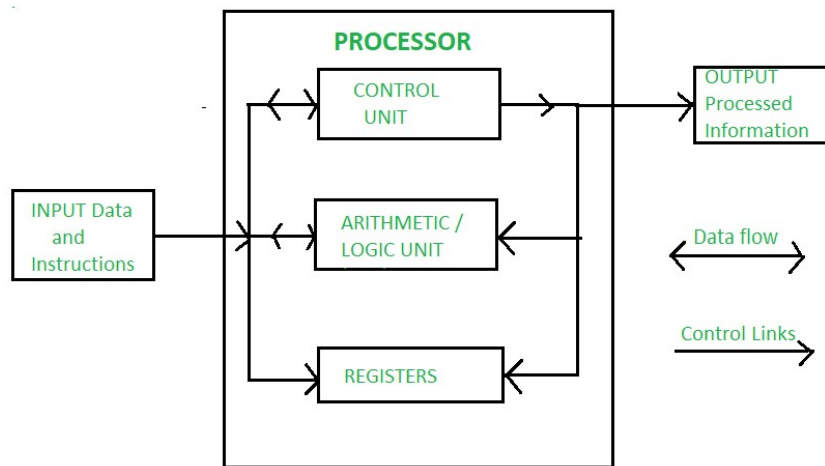 PROCESSOR
CONTROL
UNIT
OUTPUT
Processed
Information
INPUT Data
and
Instructions
ARITHMETIC /
LOGIC UNIT
Data flow
Control Links
REGISTERS